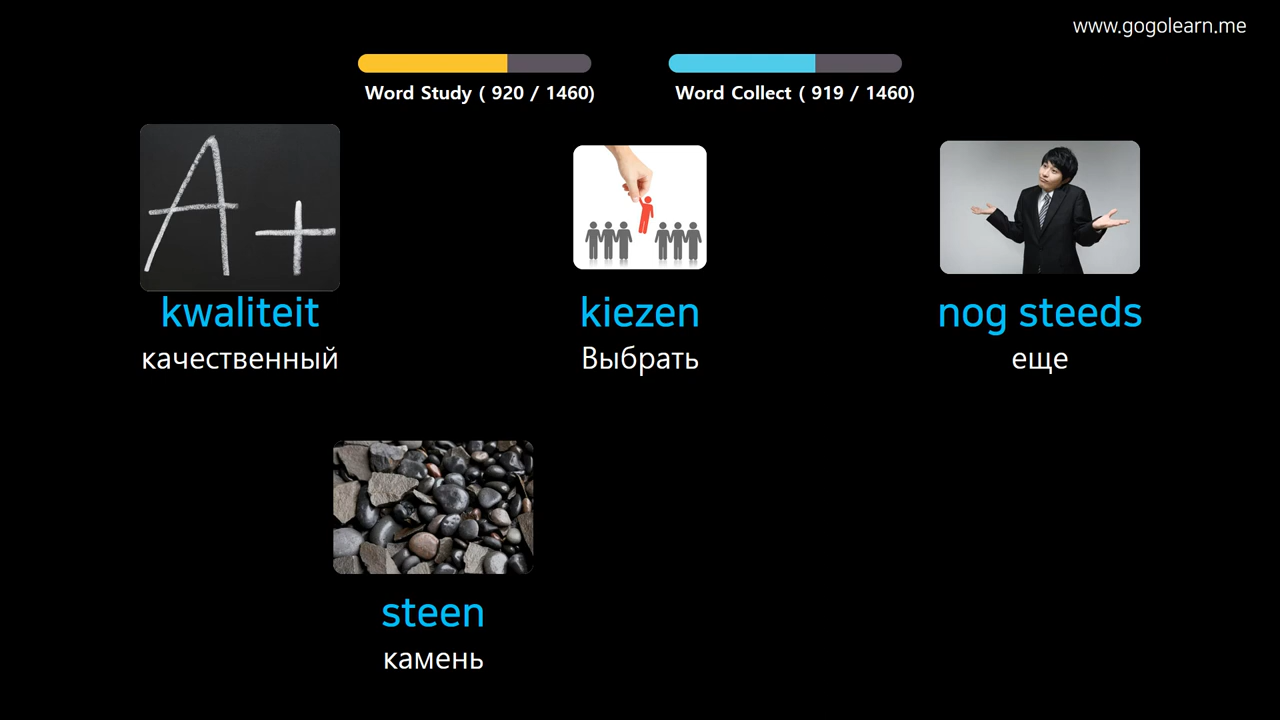 www.gogolearn.me
Word Study ( 920 / 1460)
Word Collect ( 919 / 1460)
A+
kwaliteit
качественный
kiezen
Выбрать
nog steeds
еще
steen
камень